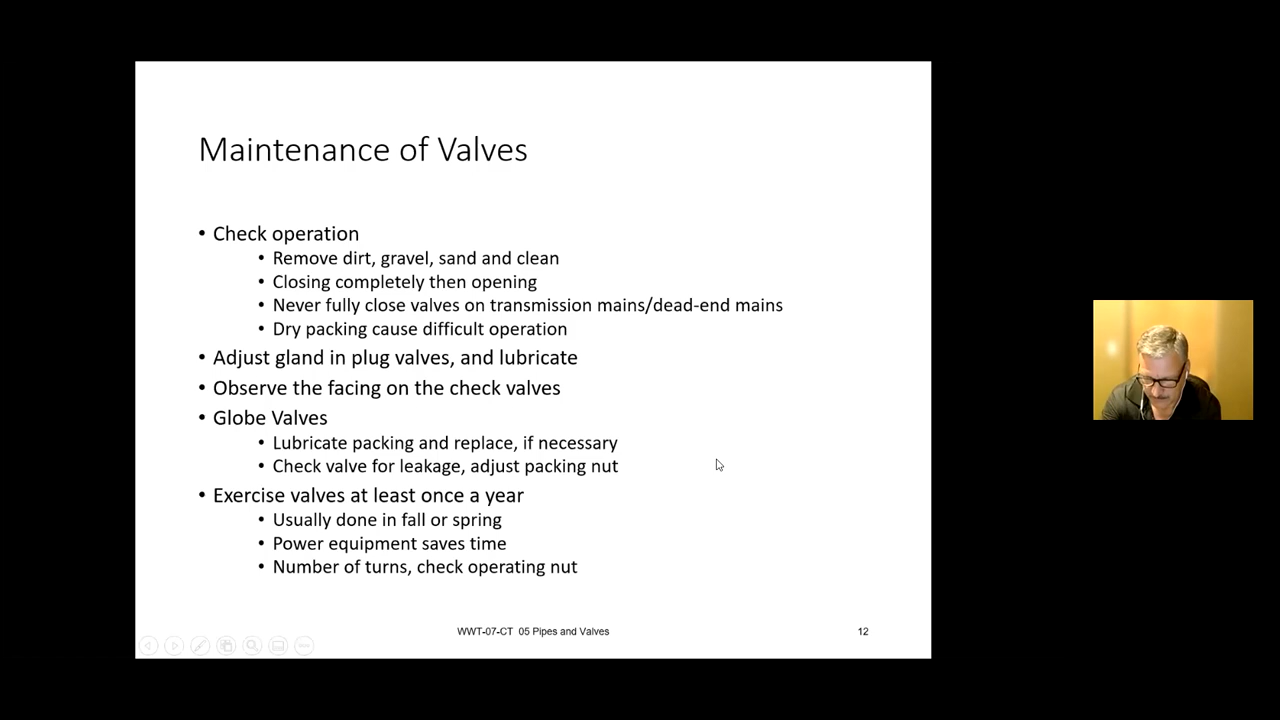 Maintenance of Valves
• Check operation
• Remove dirt, gravel, sand and clean
• Closing completely then opening
• Never fully close valves on transmission mains/dead-end mains
• Dry packing cause difficult operation
• Adjust gland in plug valves, and lubricate
• Observe the facing on the check valves
• Globe Valves
• Lubricate packing and replace, if necessary
• Check valve for leakage, adjust packing nut
• Exercise valves at least once a year
• Usually done in fall or spring
• Power equipment saves time
• Number of turns, check operating nut
WWT-07-CT 05 Pipes and Valves 12